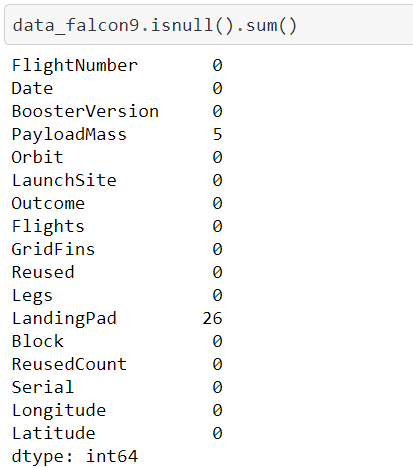 data_falcon9.isnull().sum()
FlightNumber 0
Date 0
BoosterVersion 0
PayloadMass 5
Orbit 0
LaunchSite 0
Outcome 0
Flights 0
GridFins 0
Reused 0
Legs 0
LandingPad 26
Block 0
ReusedCount 0
Serial 0
Longitude 0
Latitude 0
dtype: int64